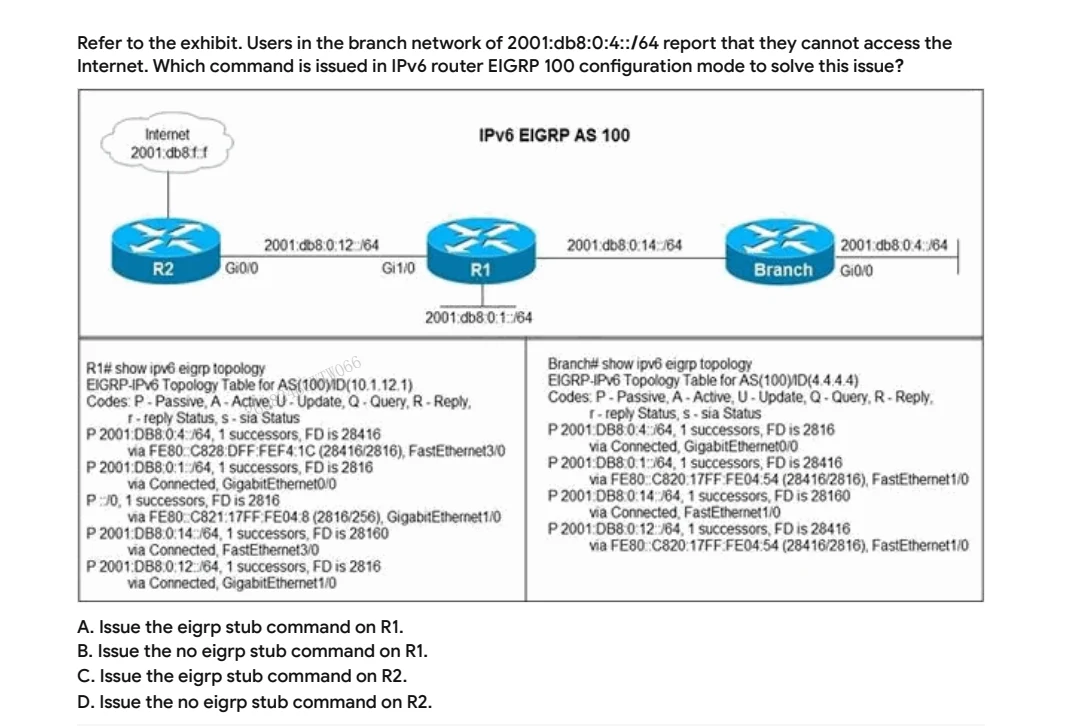 Refer to the exhibit. Users in the branch network of 2001:db8:0:4::/64 report that they cannot access the
Internet. Which command is issued in IPv6 router EIGRP 100 configuration mode to solve this issue?
Internet
2001:db8:f::f
IPv6 EIGRP AS 100
2001:db8:0:12::/64
2001:db8:0:14::/64
2001:db8:0:4::/64
R2
Gi0/0
Gi1/0
R1
Branch
Gi0/0
2001:db8:0:1::/64
R1# show ipv6 eigrp topology
EIGRP-IPv6 Topology Table for AS(100)/ID(10.1.12.1)
Codes: P - Passive, A - Active, U - Update, Q - Query, R - Reply,
r - reply Status, s - sia Status
P 2001:DB8:0:4::/64, 1 successors, FD is 28416
via FE80::C828:DFF:FEF4:1C (28416/2816), FastEthernet3/0
P 2001:DB8:0:1::/64, 1 successors, FD is 2816
via Connected, GigabitEthernet0/0
P ::/0, 1 successors, FD is 2816
via FE80::C821:17FF:FE04:8 (2816/256), GigabitEthernet1/0
P 2001:DB8:0:14::/64, 1 successors, FD is 28160
via Connected, FastEthernet3/0
P 2001:DB8:0:12::/64, 1 successors, FD is 2816
via Connected, GigabitEthernet1/0
Branch# show ipv6 eigrp topology
EIGRP-IPv6 Topology Table for AS(100)/ID(4.4.4.4)
Codes: P - Passive, A - Active, U - Update, Q - Query, R - Reply,
r - reply Status, s - sia Status
P 2001:DB8:0:4::/64, 1 successors, FD is 2816
via Connected, GigabitEthernet0/0
P 2001:DB8:0:1::/64, 1 successors, FD is 28416
via FE80::C820:17FF:FE04:54 (28416/2816), FastEthernet1/0
P 2001:DB8:0:14::/64, 1 successors, FD is 28160
via Connected, FastEthernet1/0
P 2001:DB8:0:12::/64, 1 successors, FD is 28416
via FE80::C820:17FF:FE04:54 (28416/2816), FastEthernet1/0
A. Issue the eigrp stub command on R1.
B. Issue the no eigrp stub command on R1.
C. Issue the eigrp stub command on R2.
D. Issue the no eigrp stub command on R2.